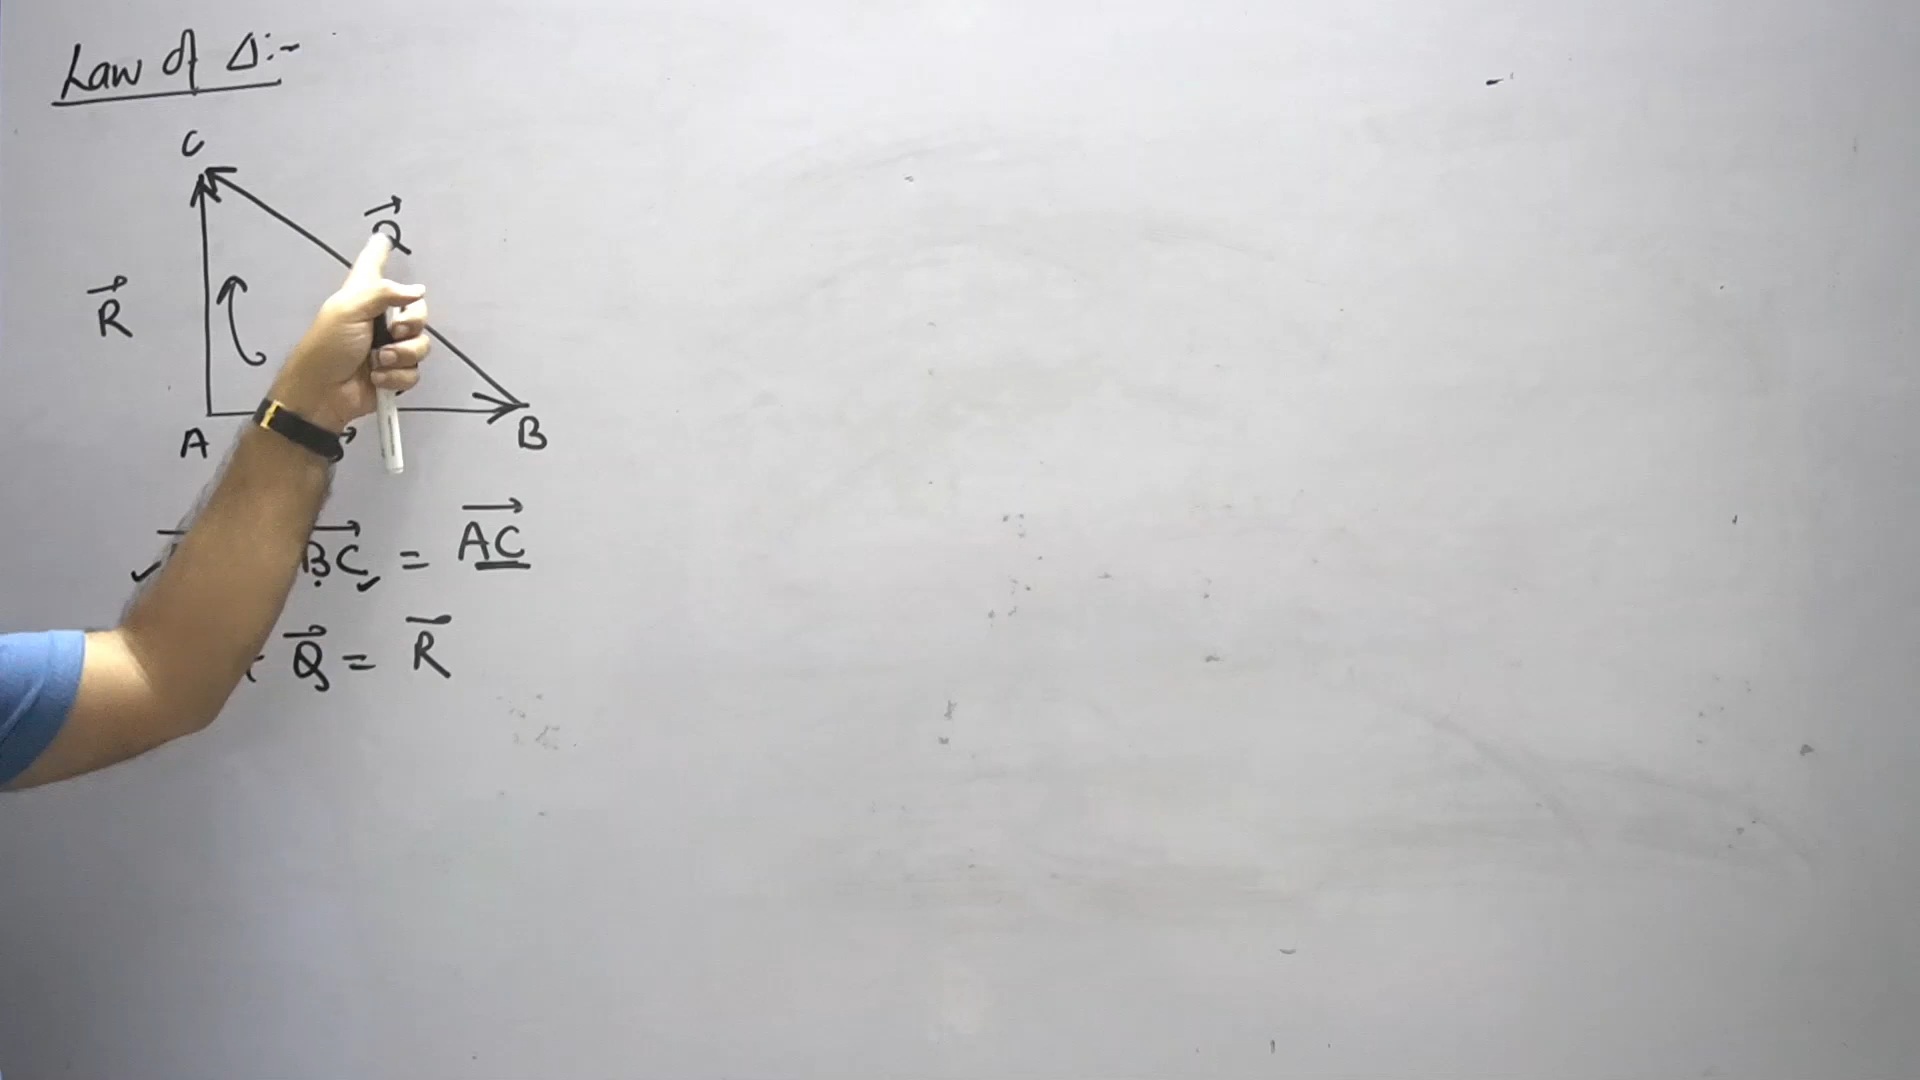 Law of Δ:-
C
Q⃗
R⃗
A
B
BC⃗ = AC⃗
Q⃗ = R⃗